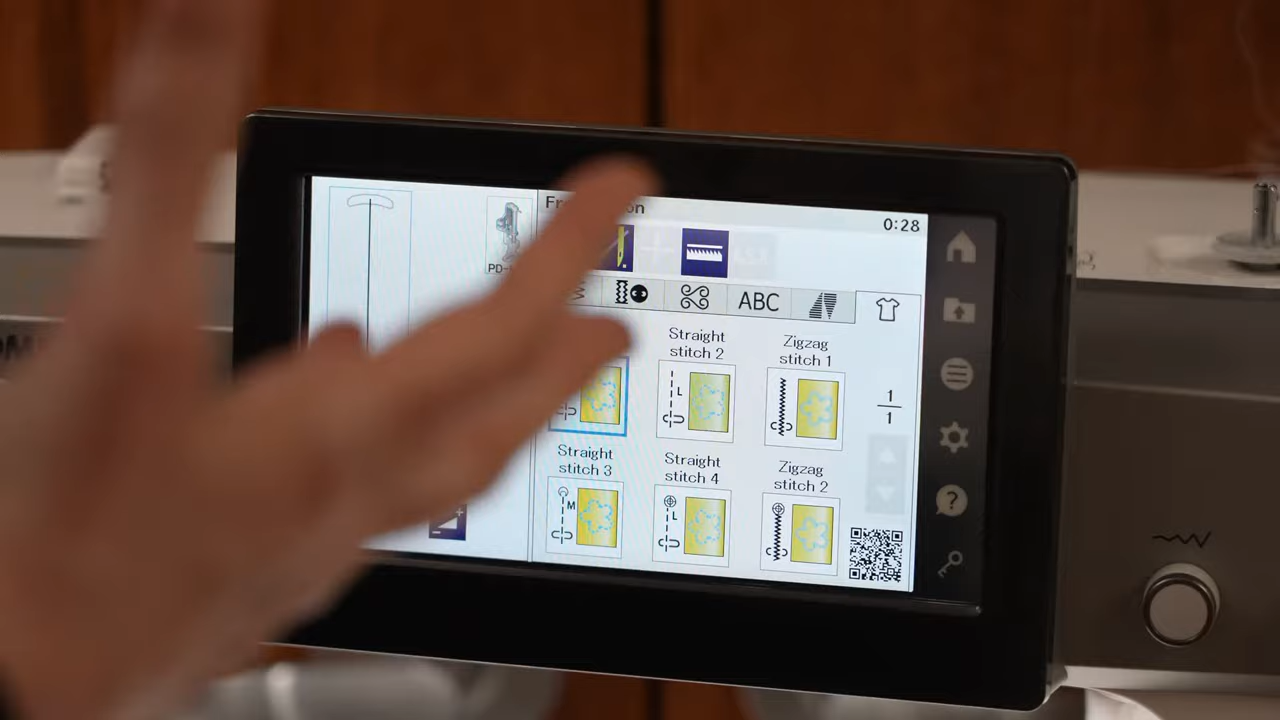 0:28
ABC
Straight
stitch 2
Zigzag
stitch 1
L
1
1
Straight
stitch 3
Straight
stitch 4
Zigzag
stitch 2
M
L
?